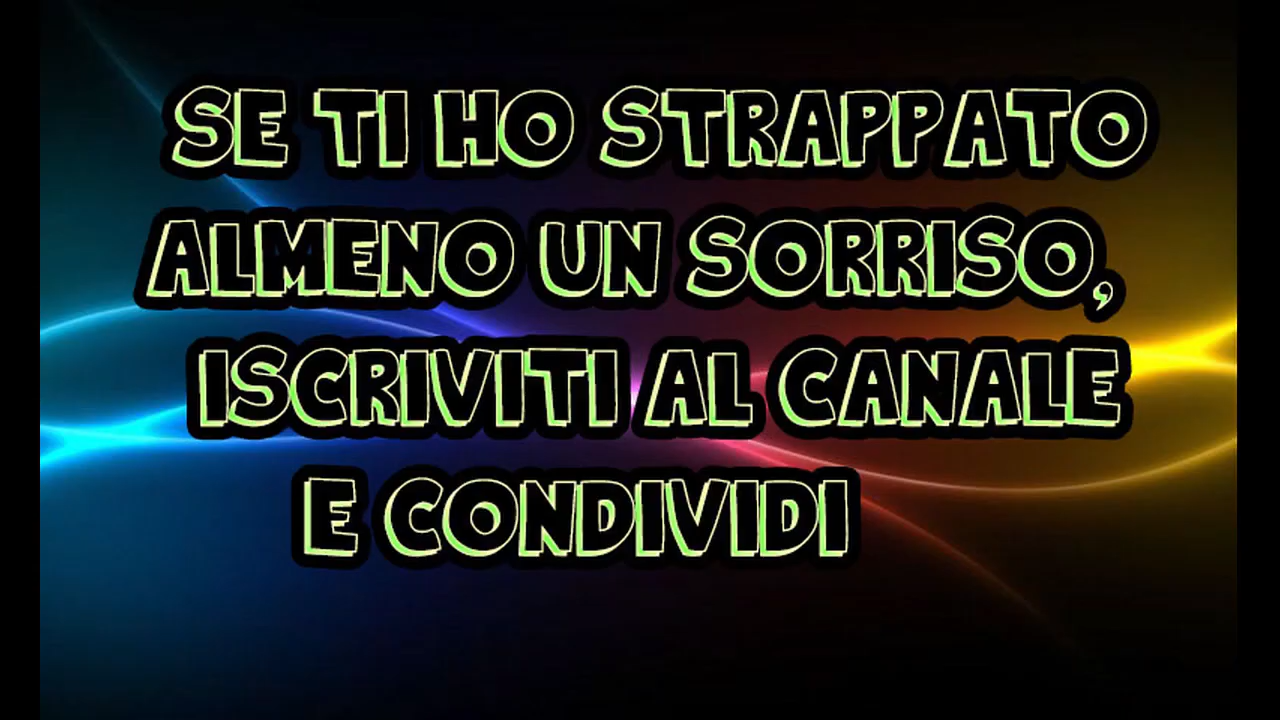 SE TI HO STRAPPATO
ALMENO UN SORRISO,
ISCRIVITI AL CANALE
E CONDIVIDI